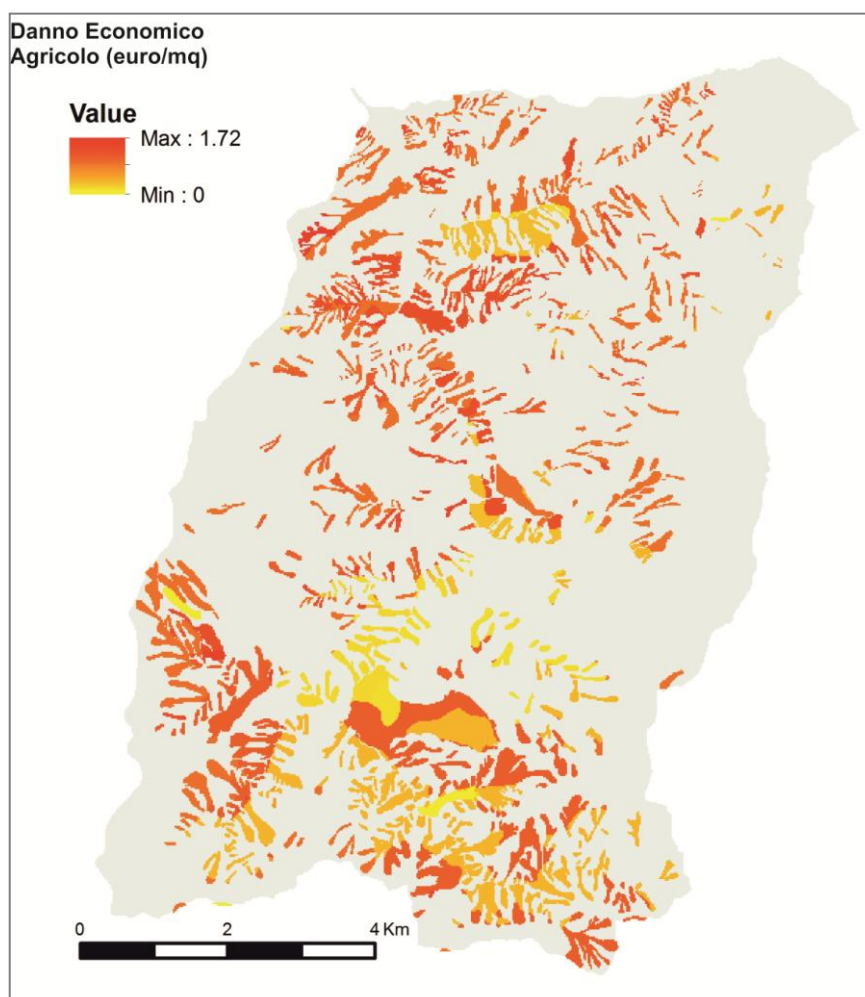 Danno Economico
Agricolo (euro/mq)
Value
Max : 1.72
Min : 0
0 2 4 Km